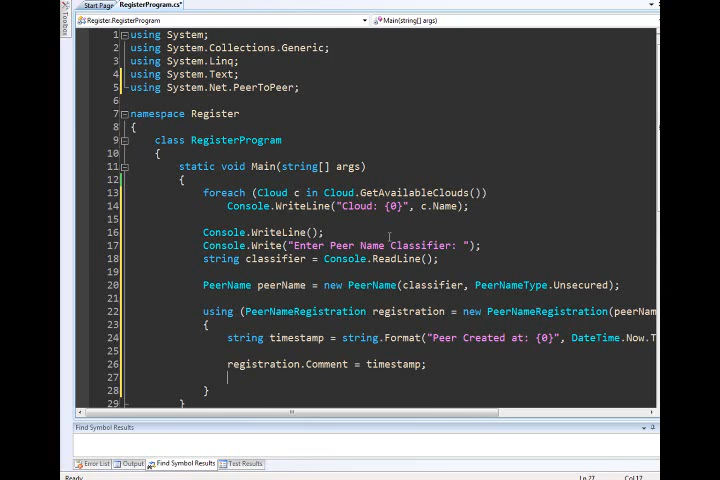 Toolbox
Start Page RegisterProgram.cs*
Register.RegisterProgram Main(string[] args)
1 using System;
2 using System.Collections.Generic;
3 using System.Linq;
4 using System.Text;
5 using System.Net.PeerToPeer;
6
7 namespace Register
8 {
9 class RegisterProgram
10 {
11 static void Main(string[] args)
12 {
13 foreach (Cloud c in Cloud.GetAvailableClouds())
14 Console.WriteLine("Cloud: {0}", c.Name);
15
16 Console.WriteLine();
17 Console.Write("Enter Peer Name Classifier: ");
18 string classifier = Console.ReadLine();
19
20 PeerName peerName = new PeerName(classifier, PeerNameType.Unsecured);
21
22 using (PeerNameRegistration registration = new PeerNameRegistration(peerNam
23 {
24 string timestamp = string.Format("Peer Created at: {0}", DateTime.Now.T
25
26 registration.Comment = timestamp;
27
28 }
29 }
Find Symbol Results
Error List Output Find Symbol Results Test Results
Ready Ln 27 Col 17